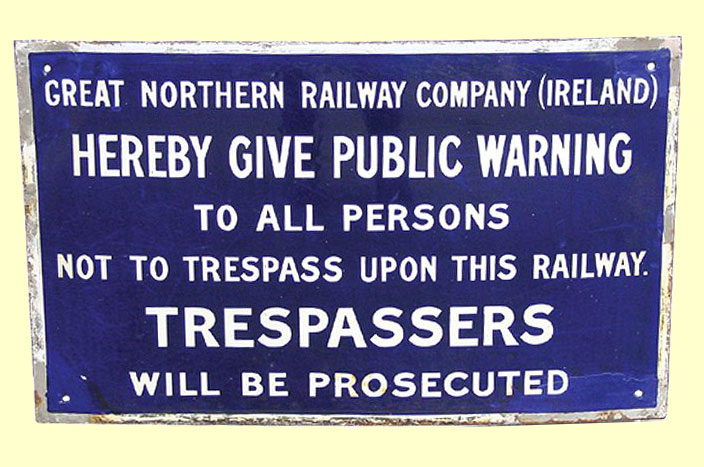 GREAT NORTHERN RAILWAY COMPANY (IRELAND)
HEREBY GIVE PUBLIC WARNING
TO ALL PERSONS
NOT TO TRESPASS UPON THIS RAILWAY.
TRESPASSERS
WILL BE PROSECUTED